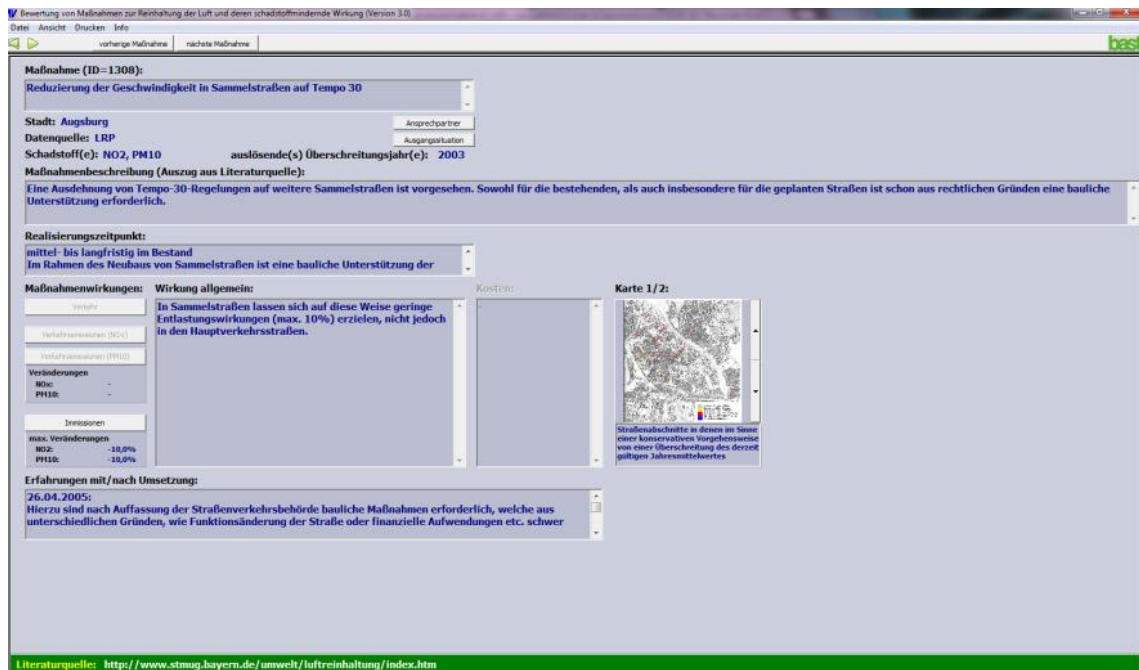 Bewertung von Maßnahmen zur Reinhaltung der Luft und deren schadstoffmindernde Wirkung (Version 3.0)
Datei Ansicht Drucken Info
vorherige Maßnahme nächste Maßnahme
bast
Maßnahme (ID=1308):
Reduzierung der Geschwindigkeit in Sammelstraßen auf Tempo 30
Stadt: Augsburg
Ansprechpartner
Datenquelle: LRP
Ausgangssituation
Schadstoff(e): NO2, PM10 auslösende(s) Überschreitungsjahr(e): 2003
Maßnahmenbeschreibung (Auszug aus Literaturquelle):
Eine Ausdehnung von Tempo-30-Regelungen auf weitere Sammelstraßen ist vorgesehen. Sowohl für die bestehenden, als auch insbesondere für die geplanten Straßen ist schon aus rechtlichen Gründen eine bauliche
Unterstützung erforderlich.
Realisierungszeitpunkt:
mittel- bis langfristig im Bestand
Im Rahmen des Neubaus von Sammelstraßen ist eine bauliche Unterstützung der
Maßnahmenwirkungen:
Verkehr
Verkehrsemissionen (NOx)
Verkehrsemissionen (PM10)
Veränderungen
NOx: -
PM10: -
Immissionen
max. Veränderungen
NO2: -10,0%
PM10: -10,0%
Wirkung allgemein:
In Sammelstraßen lassen sich auf diese Weise geringe
Entlastungswirkungen (max. 10%) erzielen, nicht jedoch
in den Hauptverkehrsstraßen.
Kosten:
-
Karte 1/2:
Straßenabschnitte in denen im Sinne
einer konservativen Vorgehensweise
von einer Überschreitung des derzeit
gültigen Jahresmittelwertes
Erfahrungen mit/nach Umsetzung:
26.04.2005:
Hierzu sind nach Auffassung der Straßenverkehrsbehörde bauliche Maßnahmen erforderlich, welche aus
unterschiedlichen Gründen, wie Funktionsänderung der Straße oder finanzielle Aufwendungen etc. schwer
Literaturquelle: http://www.stmug.bayern.de/umwelt/luftreinhaltung/index.htm